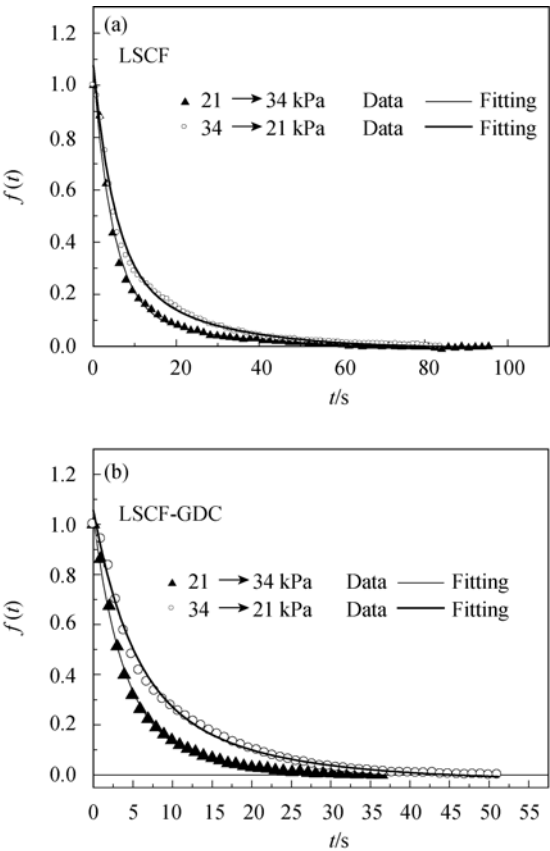 (a)
LSCF
▲ 21 → 34 kPa Data — Fitting
○ 34 → 21 kPa Data — Fitting
1.2
1.0
0.8
0.6
0.4
0.2
0.0
f(t)
0 20 40 60 80 100
t/s
(b)
LSCF-GDC
▲ 21 → 34 kPa Data — Fitting
○ 34 → 21 kPa Data — Fitting
1.2
1.0
0.8
0.6
0.4
0.2
0.0
f(t)
0 5 10 15 20 25 30 35 40 45 50 55
t/s